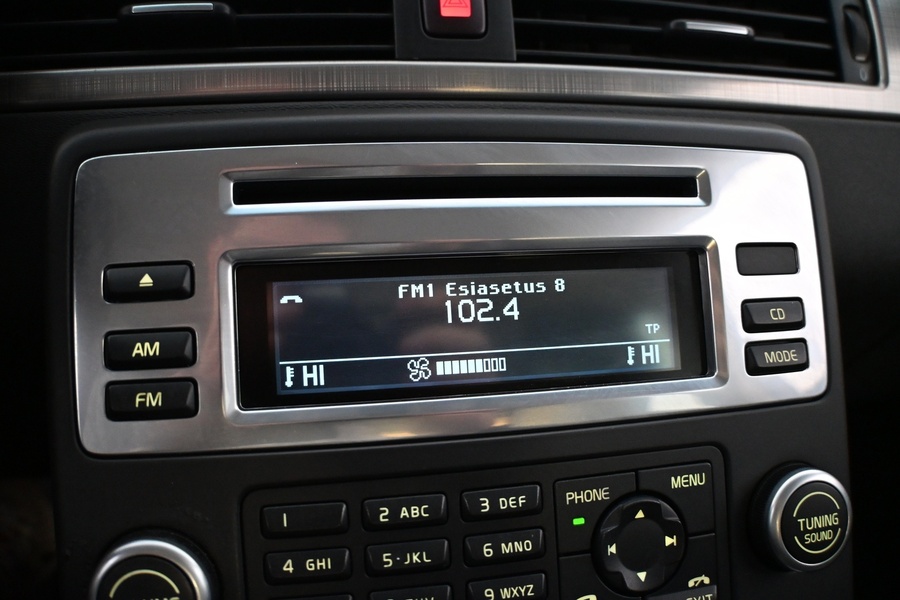 FM1 Esiasetus 8
102.4
TP
HI HI
AM
FM
CD
MODE
1
2 ABC
3 DEF
4 GHI
5 · JKL
6 MNO
9 WXYZ
PHONE
MENU
EXIT
TUNING
SOUND